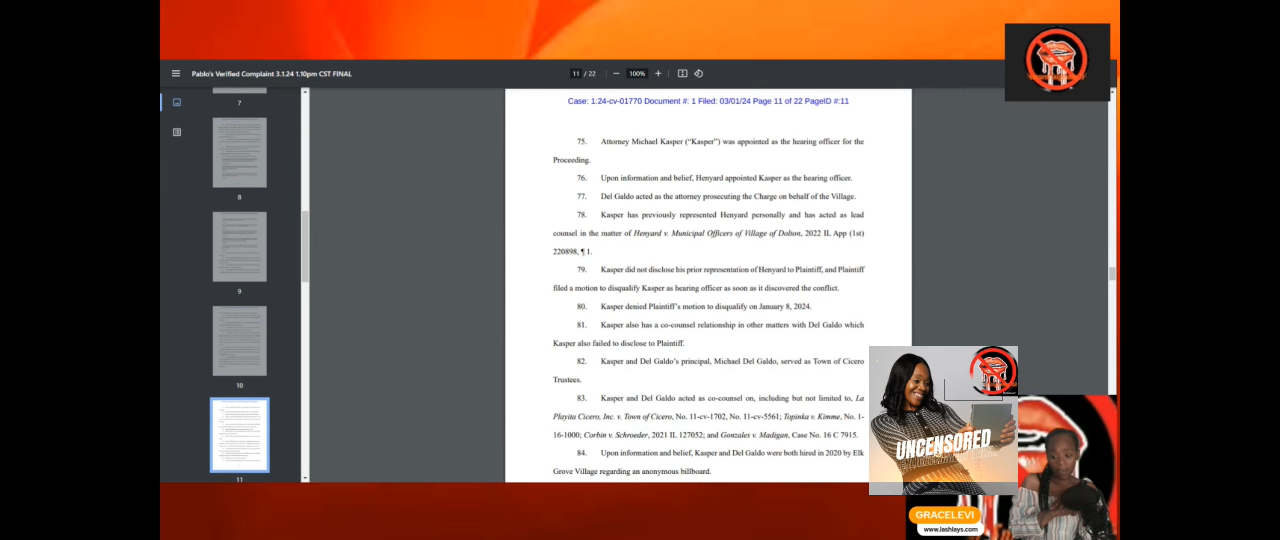 Pablo's Verified Complaint 3.1.24 1.10pm CST FINAL
11 / 22
100%
7
8
9
10
11
Case: 1:24-cv-01770 Document #: 1 Filed: 03/01/24 Page 11 of 22 PageID #:11
75. Attorney Michael Kasper (“Kasper”) was appointed as the hearing officer for the
Proceeding.
76. Upon information and belief, Henyard appointed Kasper as the hearing officer.
77. Del Galdo acted as the attorney prosecuting the Charge on behalf of the Village.
78. Kasper has previously represented Henyard personally and has acted as lead
counsel in the matter of Henyard v. Municipal Officers of Village of Dolton, 2022 IL App (1st)
220898, ¶ 1.
79. Kasper did not disclose his prior representation of Henyard to Plaintiff, and Plaintiff
filed a motion to disqualify Kasper as hearing officer as soon as it discovered the conflict.
80. Kasper denied Plaintiff’s motion to disqualify on January 8, 2024.
81. Kasper also has a co-counsel relationship in other matters with Del Galdo which
Kasper also failed to disclose to Plaintiff.
82. Kasper and Del Galdo’s principal, Michael Del Galdo, served as Town of Cicero
Trustees.
83. Kasper and Del Galdo acted as co-counsel on, including but not limited to, La
Playita Cicero, Inc. v. Town of Cicero, No. 11-cv-1702, No. 11-cv-5561; Topinka v. Kimme, No. 1-
16-1000; Corbin v. Schroeder, 2021 IL 127052; and Gonzales v. Madigan, Case No. 16 C 7915.
84. Upon information and belief, Kasper and Del Galdo were both hired in 2020 by Elk
Grove Village regarding an anonymous billboard.
UNCENSORED
GRACELEVI
www.lashlays.com